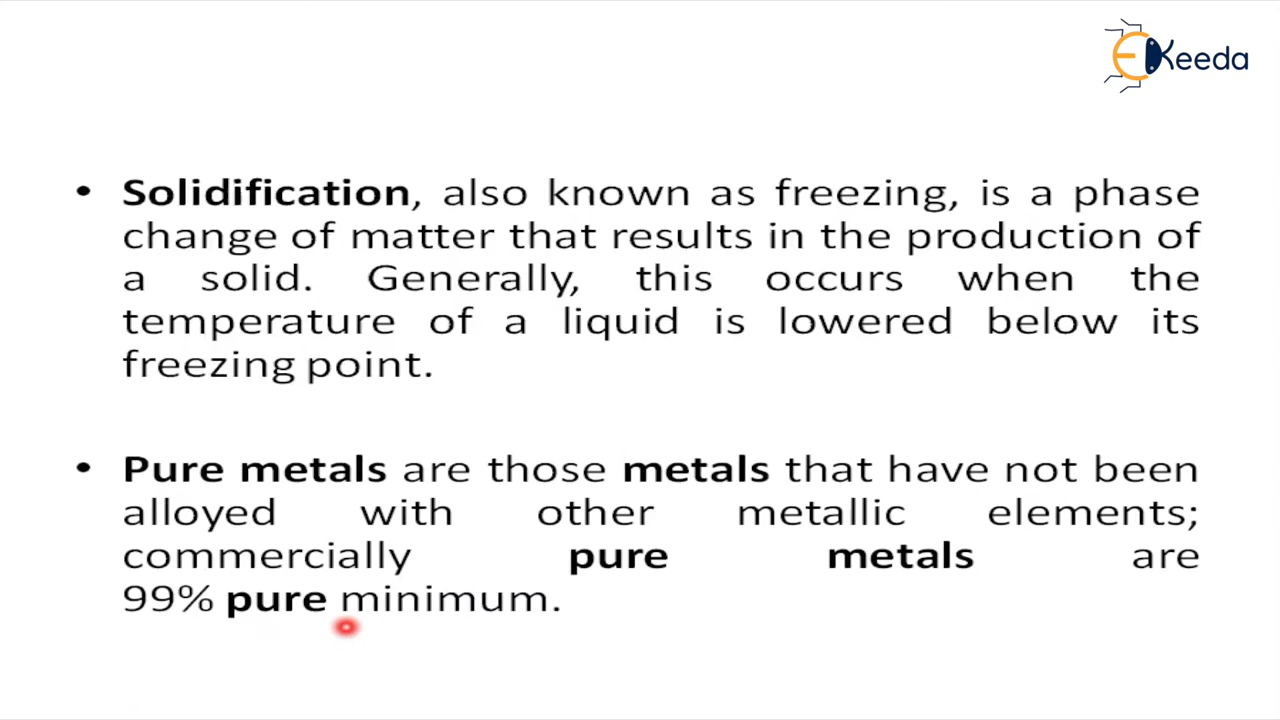 EKeeda
• Solidification, also known as freezing, is a phase
change of matter that results in the production of
a solid. Generally, this occurs when the
temperature of a liquid is lowered below its
freezing point.
• Pure metals are those metals that have not been
alloyed with other metallic elements;
commercially pure metals are
99% pure minimum.